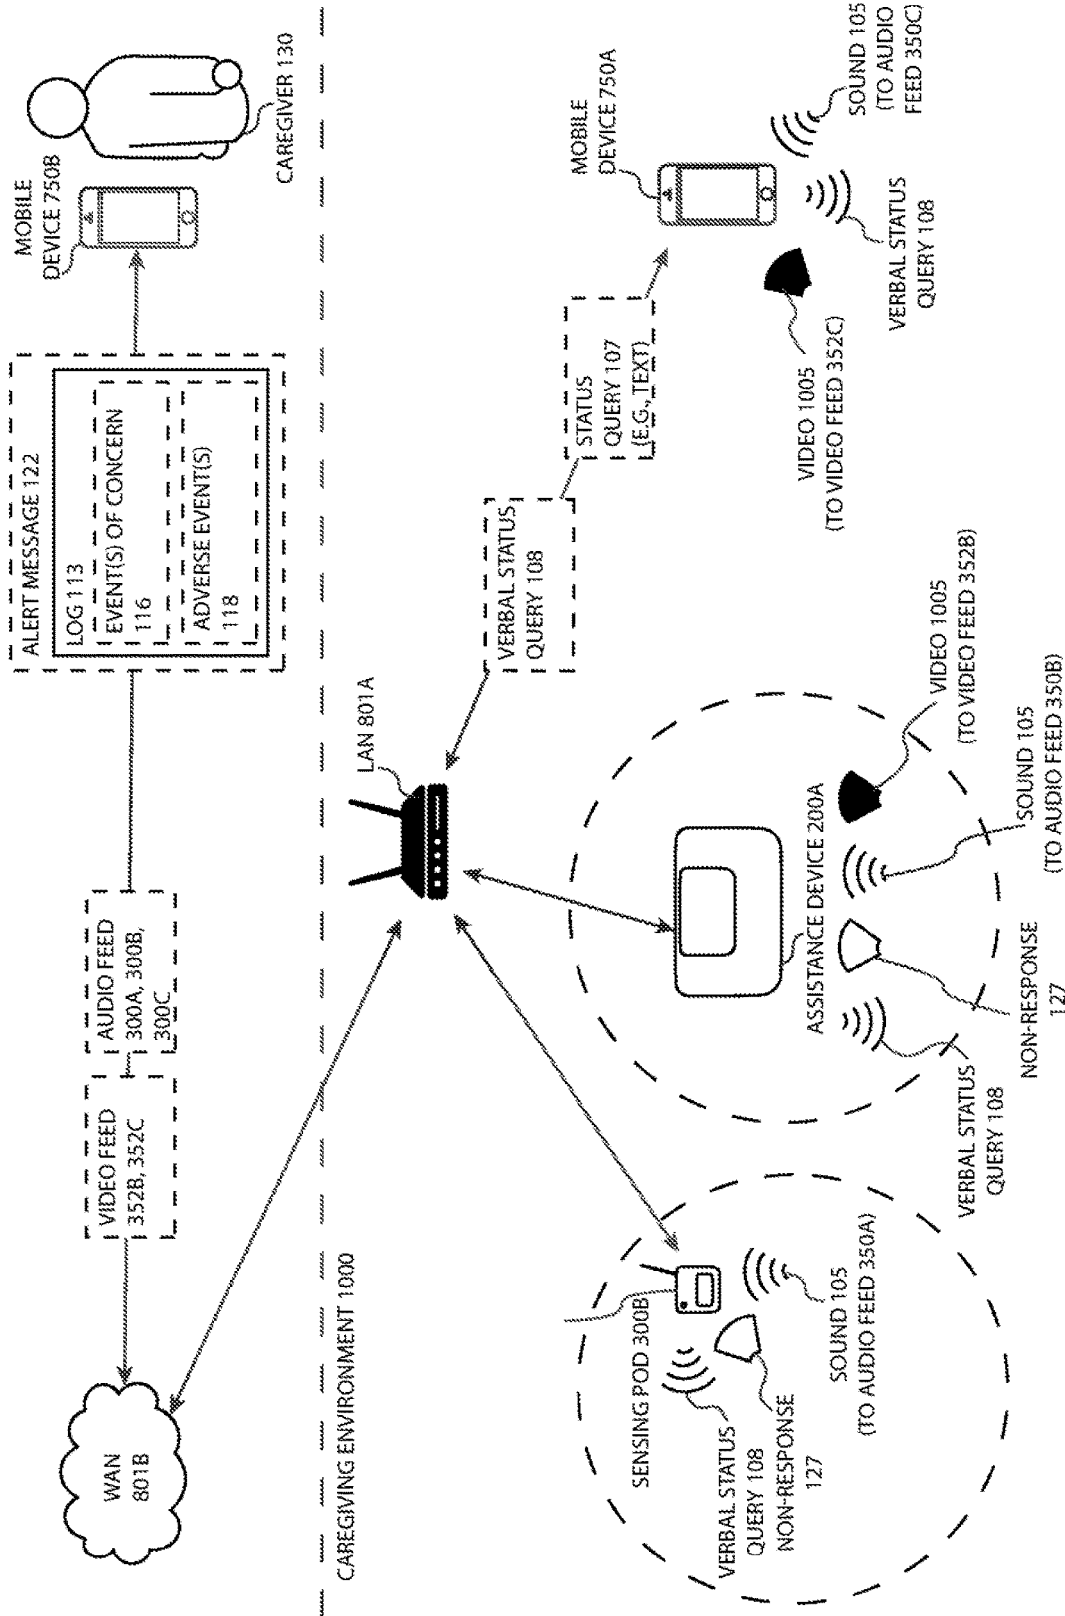 WAN
801B
VIDEO FEED
352B, 352C
AUDIO FEED
300A, 300B,
300C
ALERT MESSAGE 122
LOG 113
EVENT(S) OF CONCERN
116
ADVERSE EVENT(S)
118
MOBILE
DEVICE 750B
CAREGIVER 130
CAREGIVING ENVIRONMENT 1000
LAN 801A
VERBAL STATUS
QUERY 108
STATUS
QUERY 107
(E.G., TEXT)
MOBILE
DEVICE 750A
SENSING POD 300B
VERBAL STATUS
QUERY 108
NON-RESPONSE
127
SOUND 105
(TO AUDIO FEED 350A)
ASSISTANCE DEVICE 200A
VERBAL STATUS
QUERY 108
NON-RESPONSE
127
SOUND 105
(TO AUDIO FEED 350B)
VIDEO 1005
(TO VIDEO FEED 352B)
VIDEO 1005
(TO VIDEO FEED 352C)
VERBAL STATUS
QUERY 108
SOUND 105
(TO AUDIO
FEED 350C)